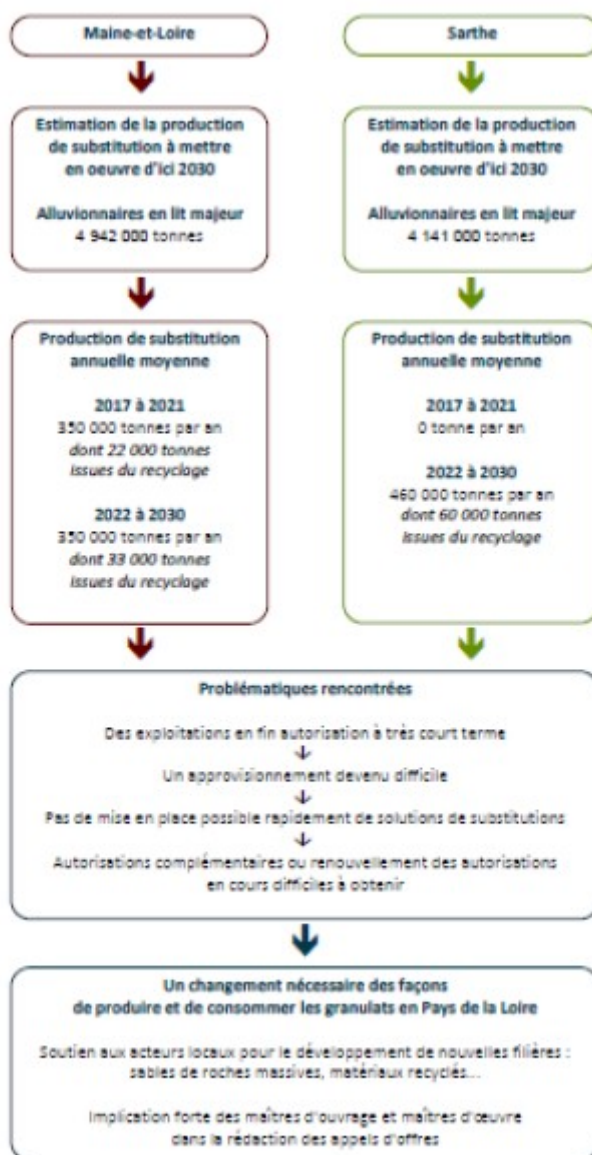 Maine-et-Loire
Estimation de la production
de substitution à mettre
en oeuvre d'ici 2030
Alluvionnaires en lit majeur
4 942 000 tonnes
Production de substitution
annuelle moyenne
2017 à 2021
350 000 tonnes par an
dont 22 000 tonnes
issues du recyclage
2022 à 2030
350 000 tonnes par an
dont 33 000 tonnes
issues du recyclage
Sarthe
Estimation de la production
de substitution à mettre
en oeuvre d'ici 2030
Alluvionnaires en lit majeur
4 141 000 tonnes
Production de substitution
annuelle moyenne
2017 à 2021
0 tonne par an
2022 à 2030
460 000 tonnes par an
dont 60 000 tonnes
issues du recyclage
Problématiques rencontrées
Des exploitations en fin autorisation à très court terme
Un approvisionnement devenu difficile
Pas de mise en place possible rapidement de solutions de substitutions
Autorisations complémentaires ou renouvellement des autorisations
en cours difficiles à obtenir
Un changement nécessaire des façons
de produire et de consommer les granulats en Pays de la Loire
Soutien aux acteurs locaux pour le développement de nouvelles filières :
sables de roches massives, matériaux recyclés...
Implication forte des maîtres d'ouvrage et maîtres d'œuvre
dans la rédaction des appels d'offres